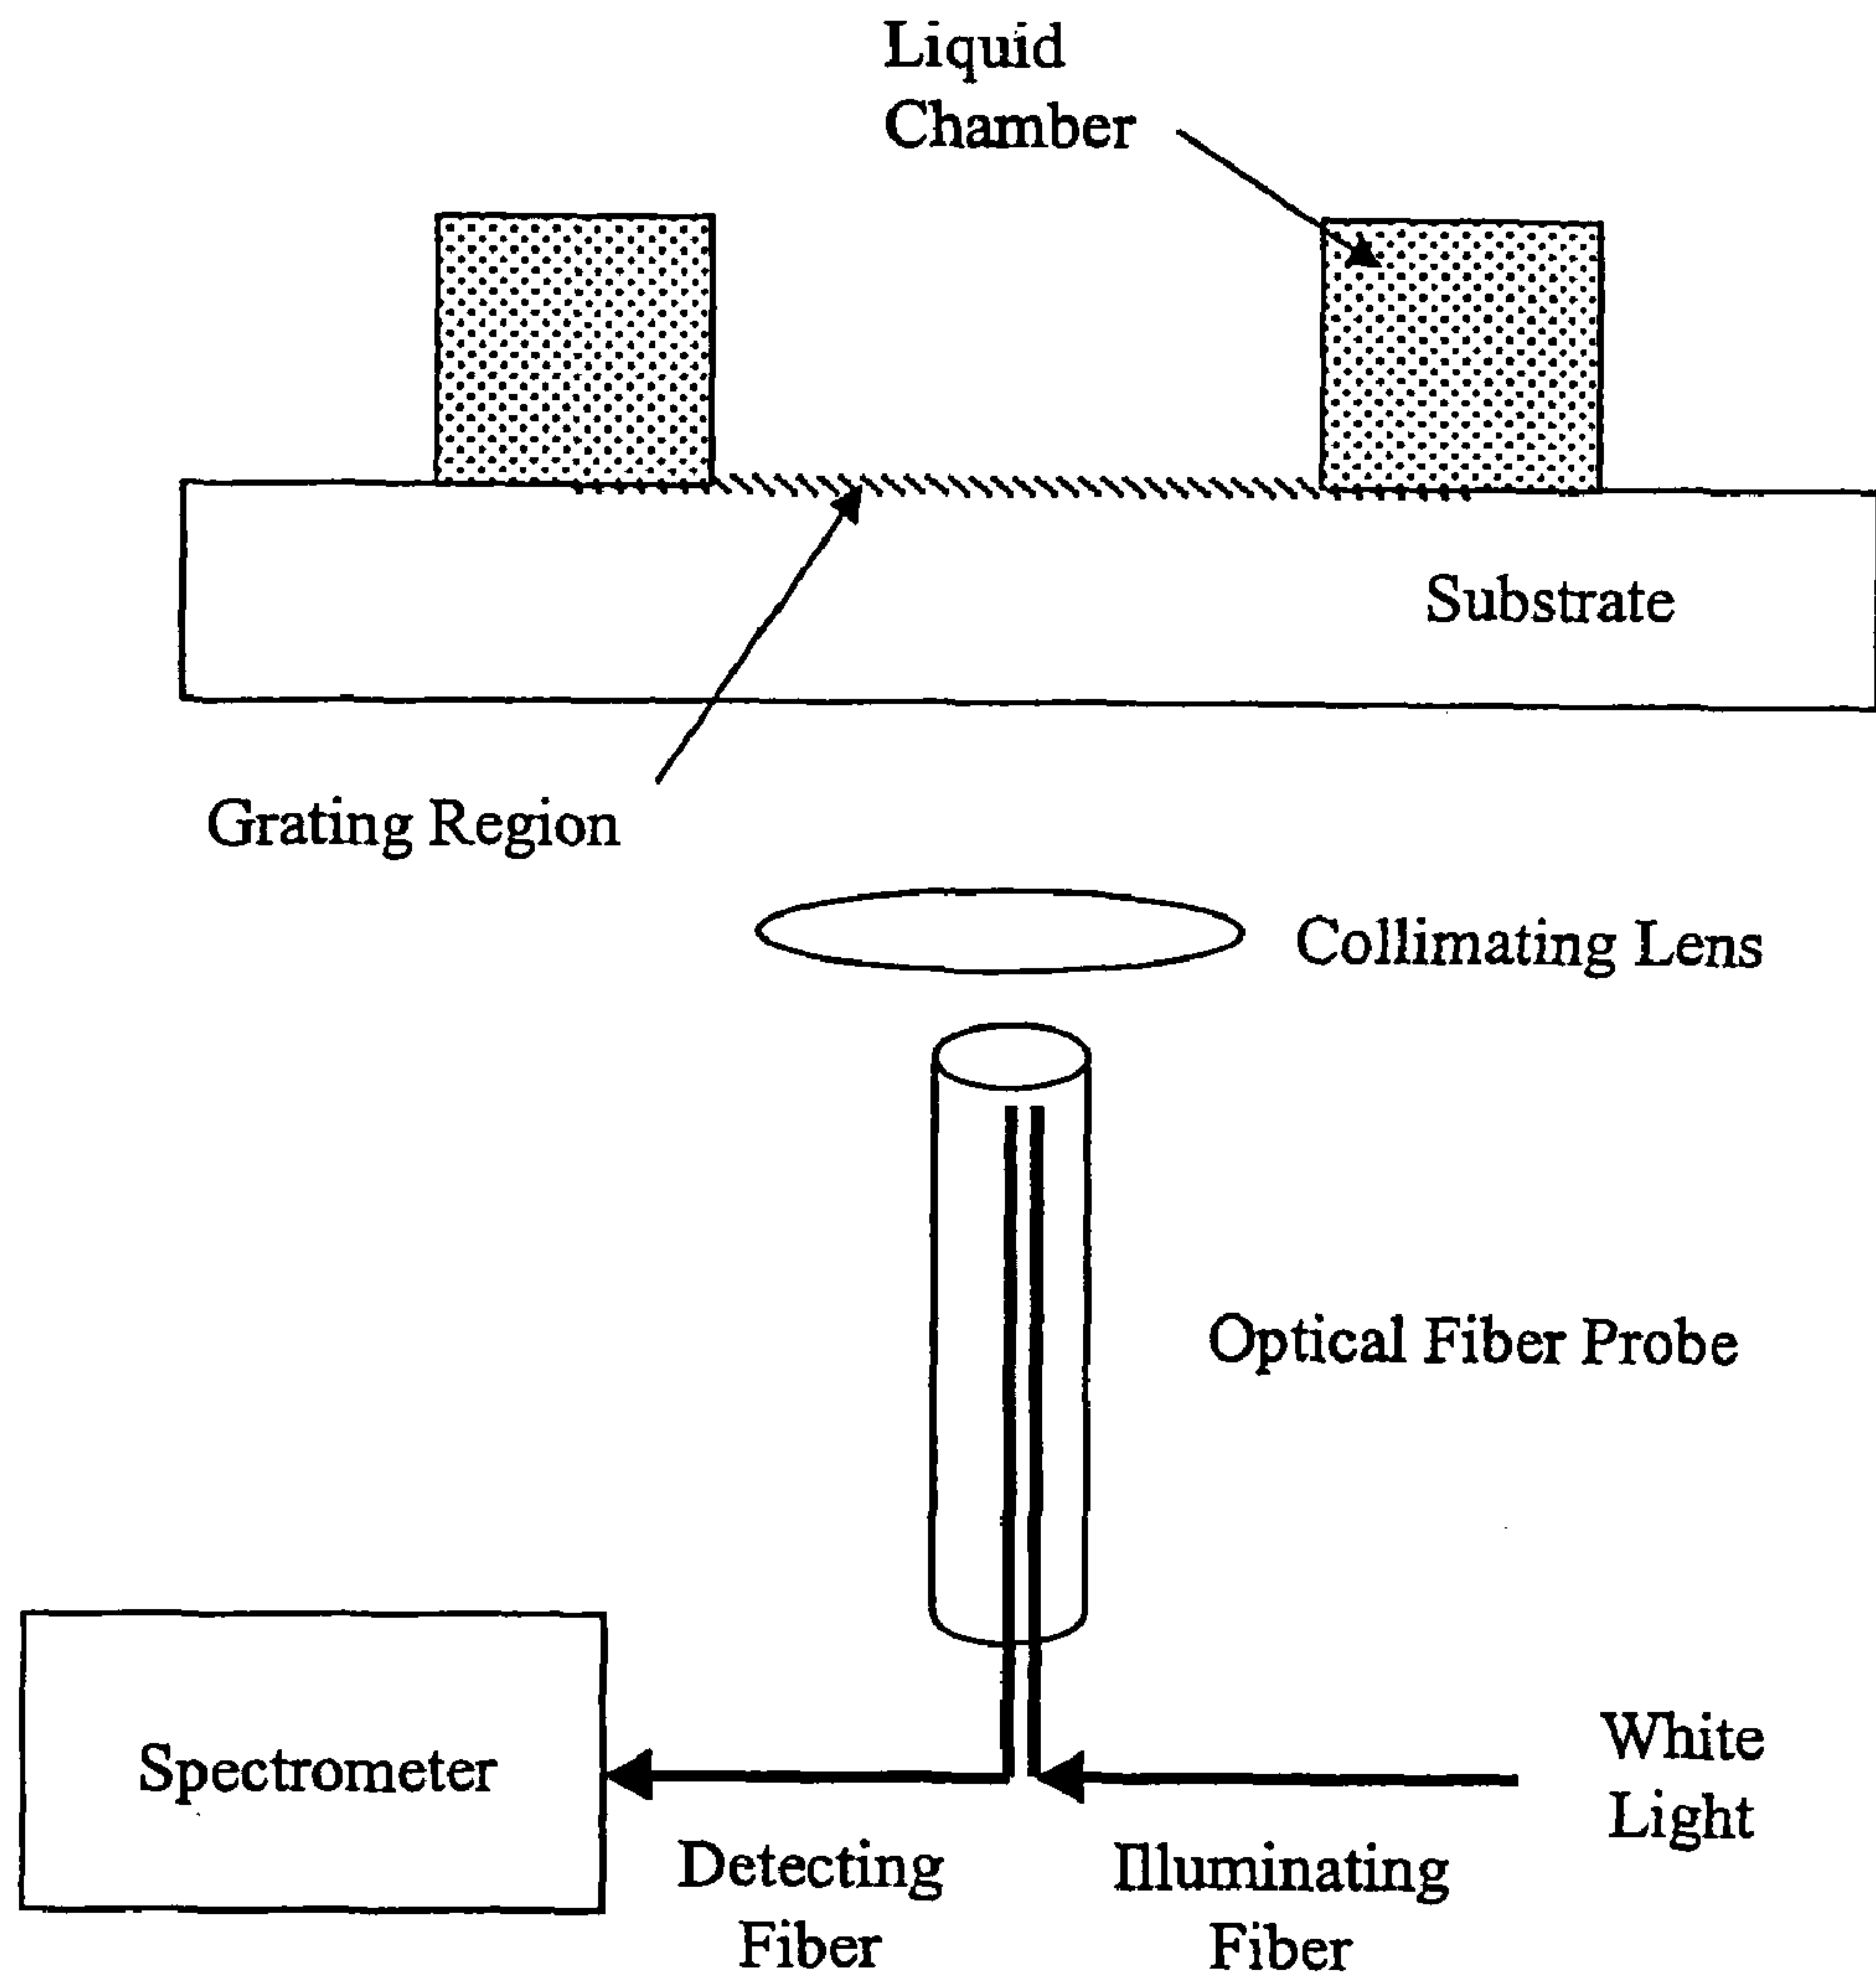 Liquid
Chamber
Substrate
Grating Region
Collimating Lens
Optical Fiber Probe
Spectrometer
White
Light
Detecting
Fiber
Illuminating
Fiber